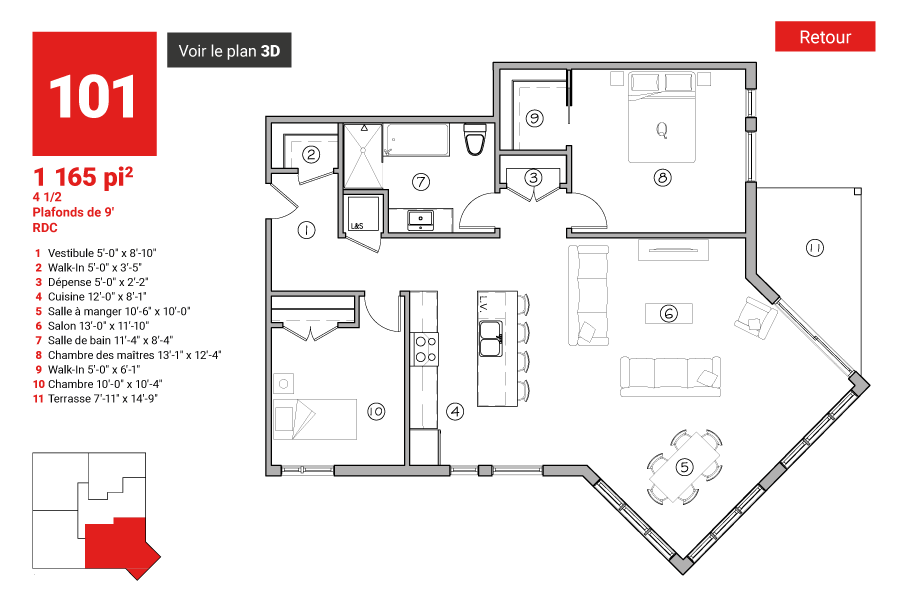 101
Voir le plan 3D
Retour
1 165 pi²
4 1/2
Plafonds de 9'
RDC
1 Vestibule 5'-0" x 8'-10"
2 Walk-In 5'-0" x 3'-5"
3 Dépense 5'-0" x 2'-2"
4 Cuisine 12'-0" x 8'-1"
5 Salle à manger 10'-6" x 10'-0"
6 Salon 13'-0" x 11'-10"
7 Salle de bain 11'-4" x 8'-4"
8 Chambre des maîtres 13'-1" x 12'-4"
9 Walk-In 5'-0" x 6'-1"
10 Chambre 10'-0" x 10'-4"
11 Terrasse 7'-11" x 14'-9"
9
Q
2
7
3
8
L&S
1
11
L.V.
6
10
4
5